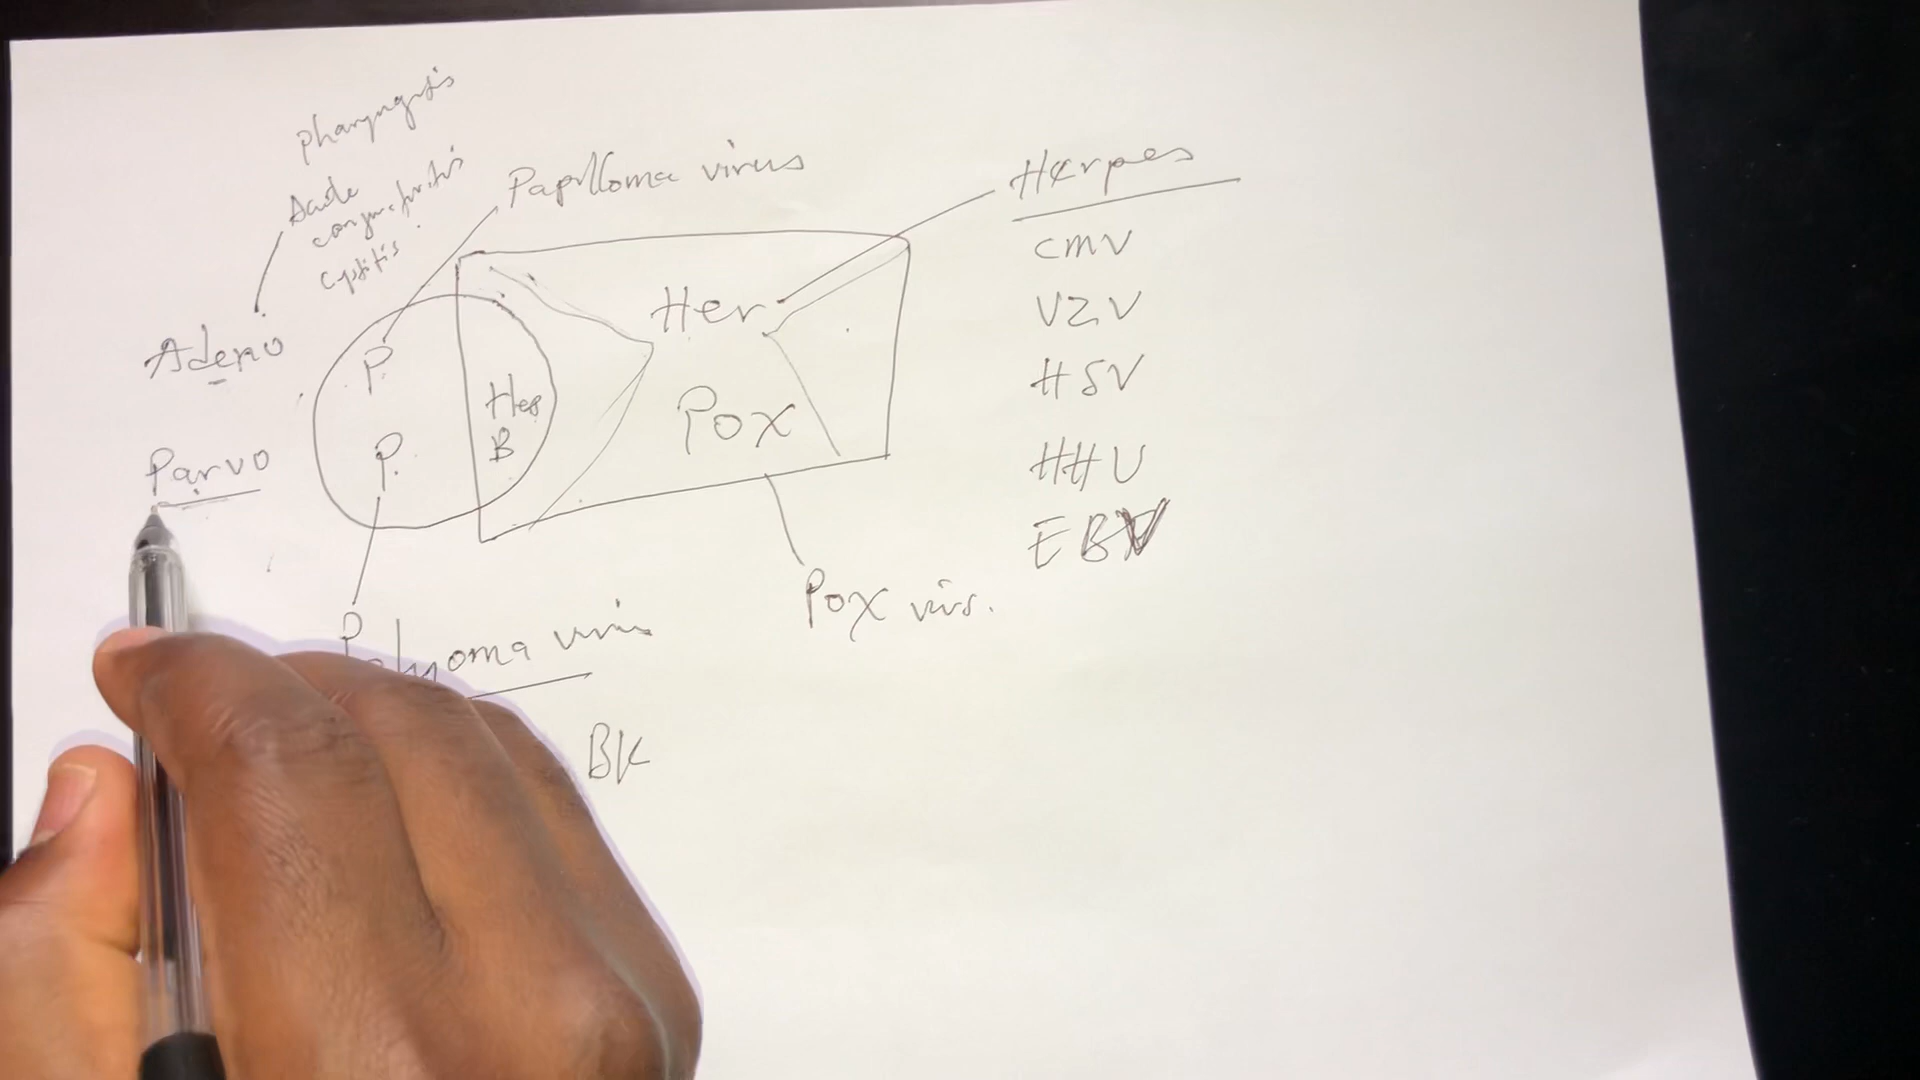 pharyngitis
Acute
conjunctivitis
cystitis
Papilloma virus
Herpes
CMV
VZV
HSV
HHV
EBV
Adeno
Parvo
P.
P.
Hep
B
Her
Pox
Pox virs.
Polyoma virus
BK